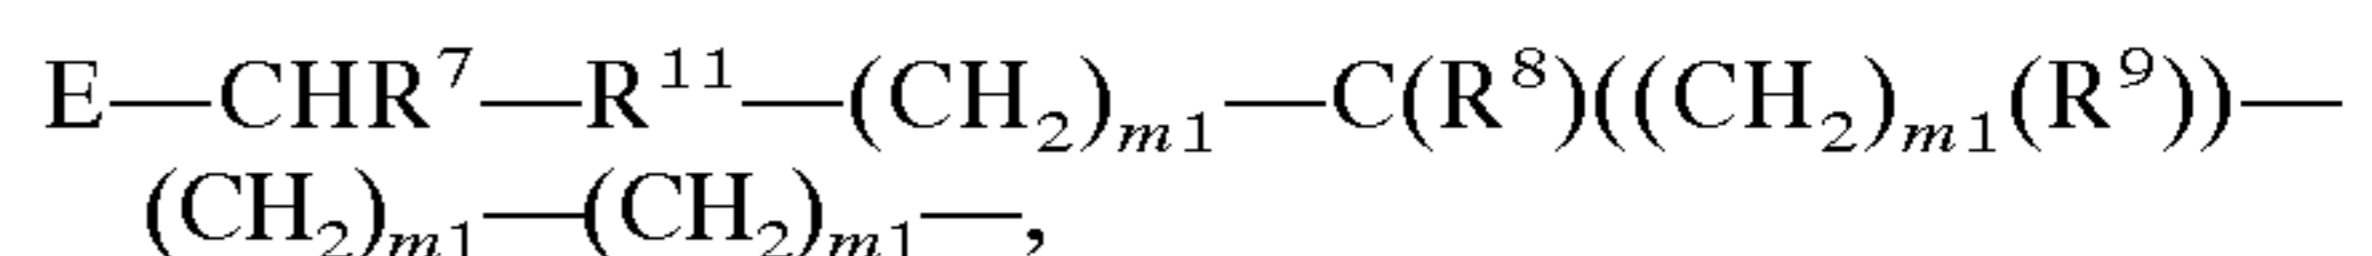 E—CHR⁷—R¹¹—(CH₂)ₘ₁—C(R⁸)((CH₂)ₘ₁(R⁹))—
(CH₂)ₘ₁—(CH₂)ₘ₁—,